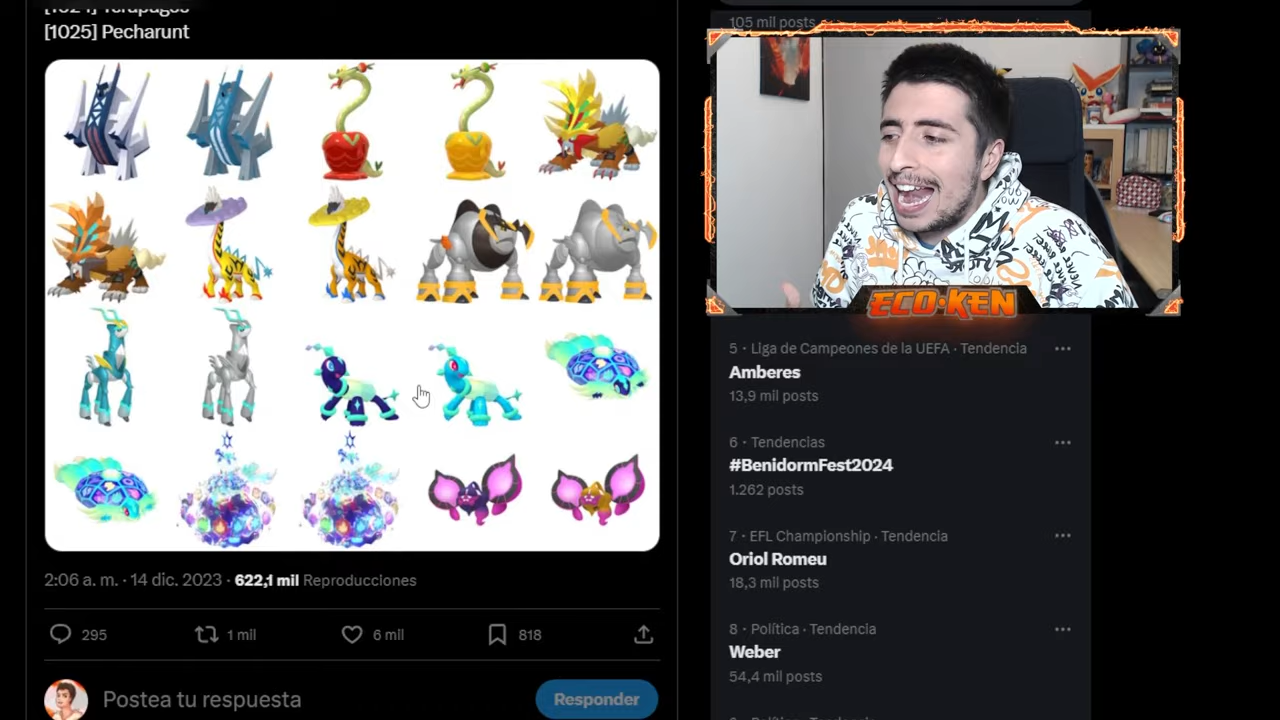 [1024] Terapagos
[1025] Pecharunt
2:06 a. m. · 14 dic. 2023 · 622,1 mil Reproducciones
295
1 mil
6 mil
818
Postea tu respuesta
Responder
105 mil posts
ECO·KEN
5 · Liga de Campeones de la UEFA · Tendencia
Amberes
13,9 mil posts
6 · Tendencias
#BenidormFest2024
1.262 posts
7 · EFL Championship · Tendencia
Oriol Romeu
18,3 mil posts
8 · Política · Tendencia
Weber
54,4 mil posts